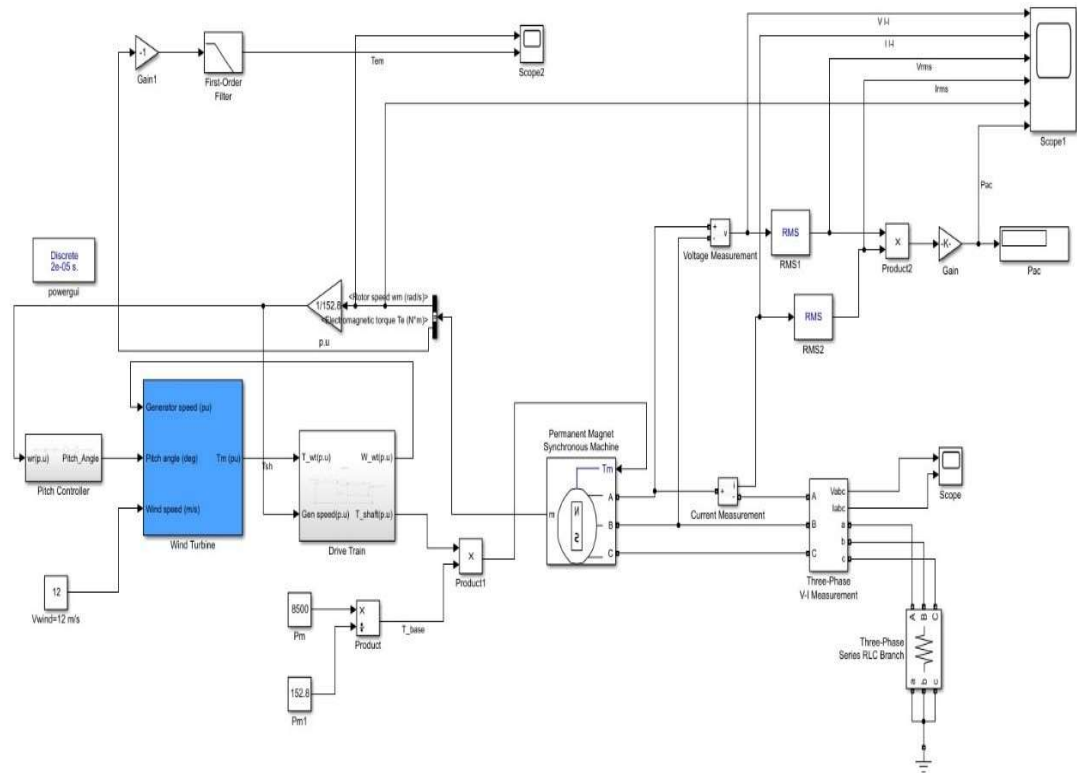 V l-l
I l-l
Vrms
Irms
Scope1
-1
Gain1
First-Order
Filter
Tem
Scope2
Pac
Discrete
2e-05 s.
powergui
v
Voltage Measurement
RMS
RMS1
X
Product2
-K-
Gain
Pac
RMS
RMS2
1/152.8
<Rotor speed wm (rad/s)>
<Electromagnetic torque Te (N*m)>
p.u
wr(p.u)
Pitch_Angle
Pitch Controller
Generator speed (pu)
Pitch angle (deg)
Tm (pu)
Wind speed (m/s)
Wind Turbine
Tsh
T_wt(p.u)
W_wt(p.u)
Gen speed(p.u)
T_shaft(p.u)
Drive Train
12
Vwind=12 m/s
8500
Pm
X
÷
Product
T_base
152.8
Pm1
X
Product1
Permanent Magnet
Synchronous Machine
Tm
m
N
S
A
B
C
+
-
i
Current Measurement
A
B
C
Vabc
Iabc
a
b
c
Three-Phase
V-I Measurement
Scope
Three-Phase
Series RLC Branch
A B C
a b c